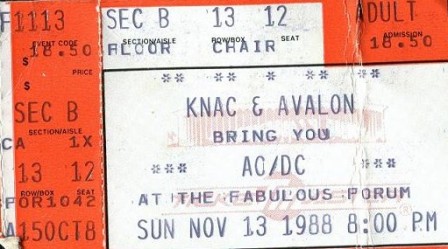 F1113 SEC B 13 12 ADULT
EVENT CODE SECTION/AISLE ROW/BOX SEAT ADMISSION
$ 18.50 FLOOR CHAIR 18.50
PRICE
$
SEC B
SECTION/AISLE
CA 1X
13 12
ROW/BOX SEAT
FOR1042
A15OCT8
** ** * ** ** **
KNAC & AVALON
BRING YOU
*** AC/DC ***
AT THE FABULOUS FORUM
SUN NOV 13 1988 8:00 PM